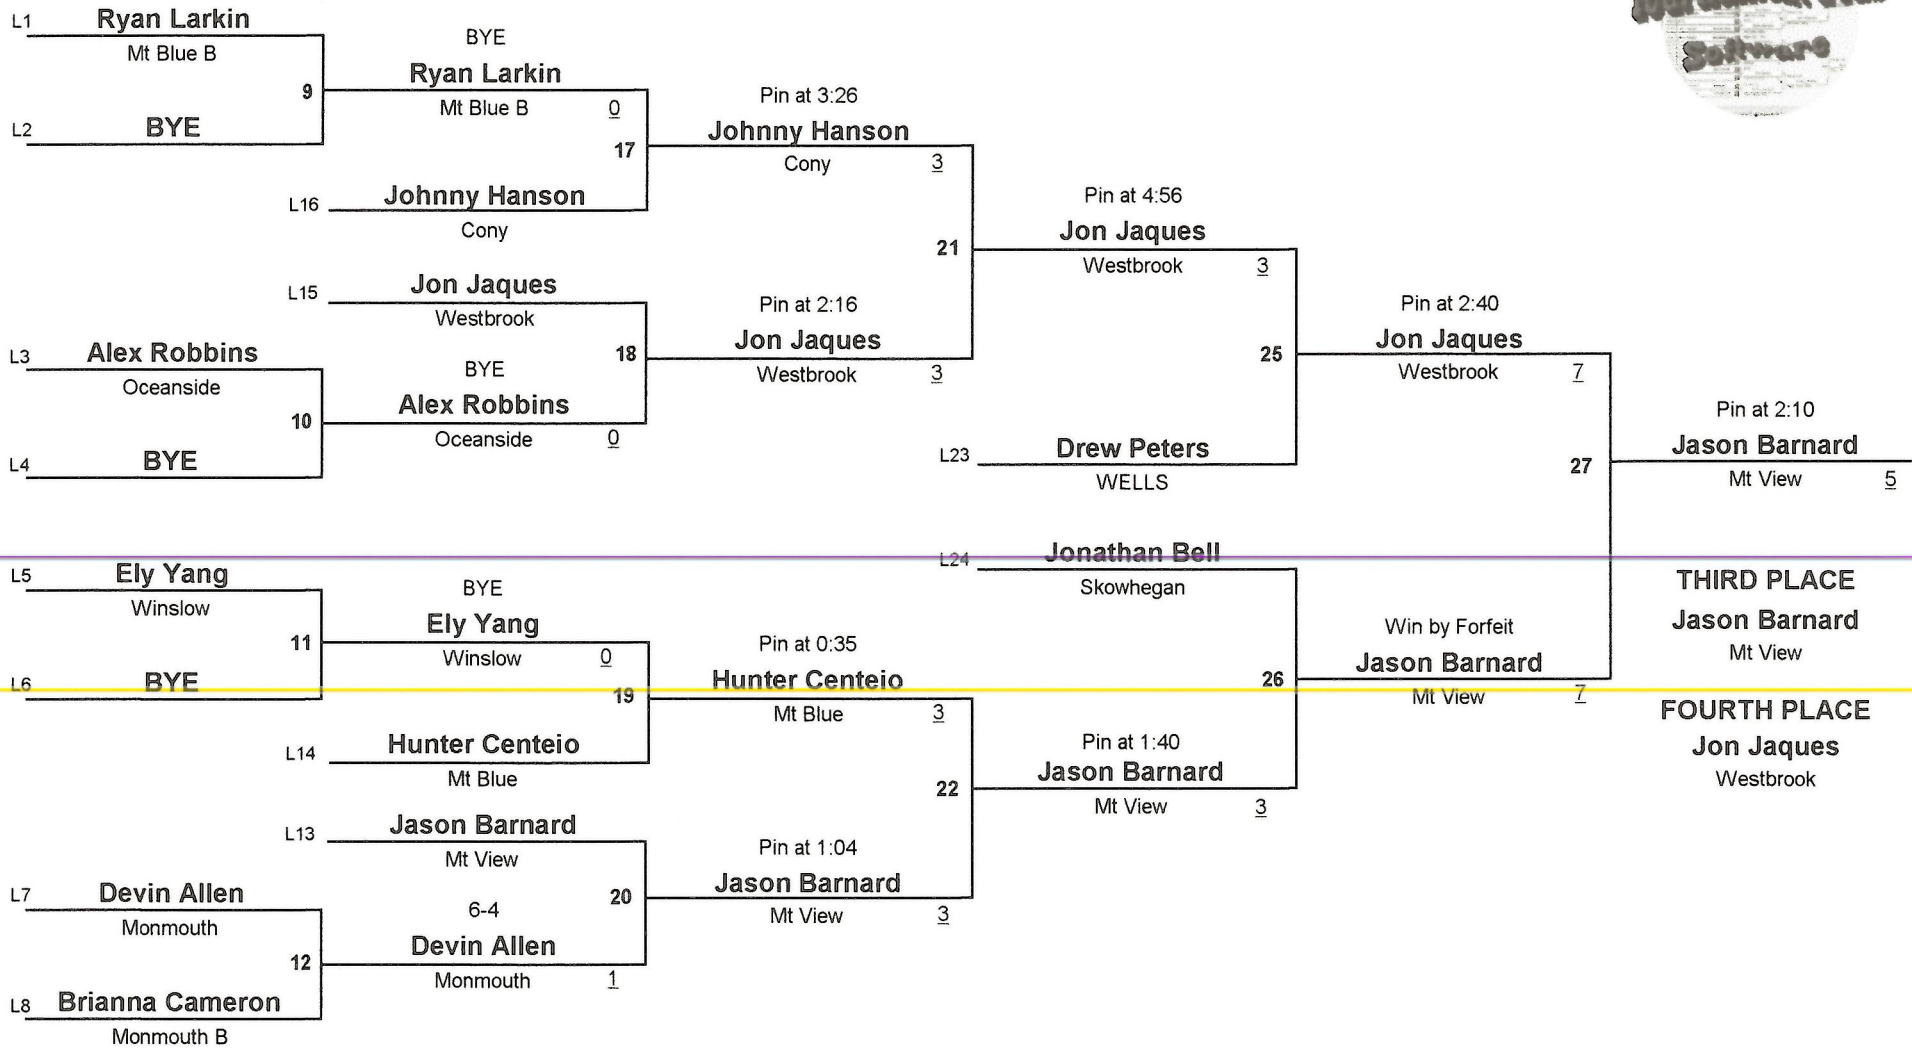 L1 Ryan Larkin
Mt Blue B
9
L2 BYE
BYE
Ryan Larkin
Mt Blue B 0
17
L16 Johnny Hanson
Cony
Pin at 3:26
Johnny Hanson
Cony 3
L15 Jon Jaques
Westbrook
18
L3 Alex Robbins
Oceanside
10
L4 BYE
BYE
Alex Robbins
Oceanside 0
Pin at 2:16
Jon Jaques
Westbrook 3
21
Pin at 4:56
Jon Jaques
Westbrook 3
25
L23 Drew Peters
WELLS
Pin at 2:40
Jon Jaques
Westbrook 7
27
Pin at 2:10
Jason Barnard
Mt View 5
L24 Jonathan Bell
Skowhegan
26
L5 Ely Yang
Winslow
11
L6 BYE
BYE
Ely Yang
Winslow 0
19
L14 Hunter Centeio
Mt Blue
Pin at 0:35
Hunter Centeio
Mt Blue 3
22
L13 Jason Barnard
Mt View
20
L7 Devin Allen
Monmouth
12
L8 Brianna Cameron
Monmouth B
6-4
Devin Allen
Monmouth 1
Pin at 1:04
Jason Barnard
Mt View 3
Pin at 1:40
Jason Barnard
Mt View 3
Win by Forfeit
Jason Barnard
Mt View 7
THIRD PLACE
Jason Barnard
Mt View
FOURTH PLACE
Jon Jaques
Westbrook
Software